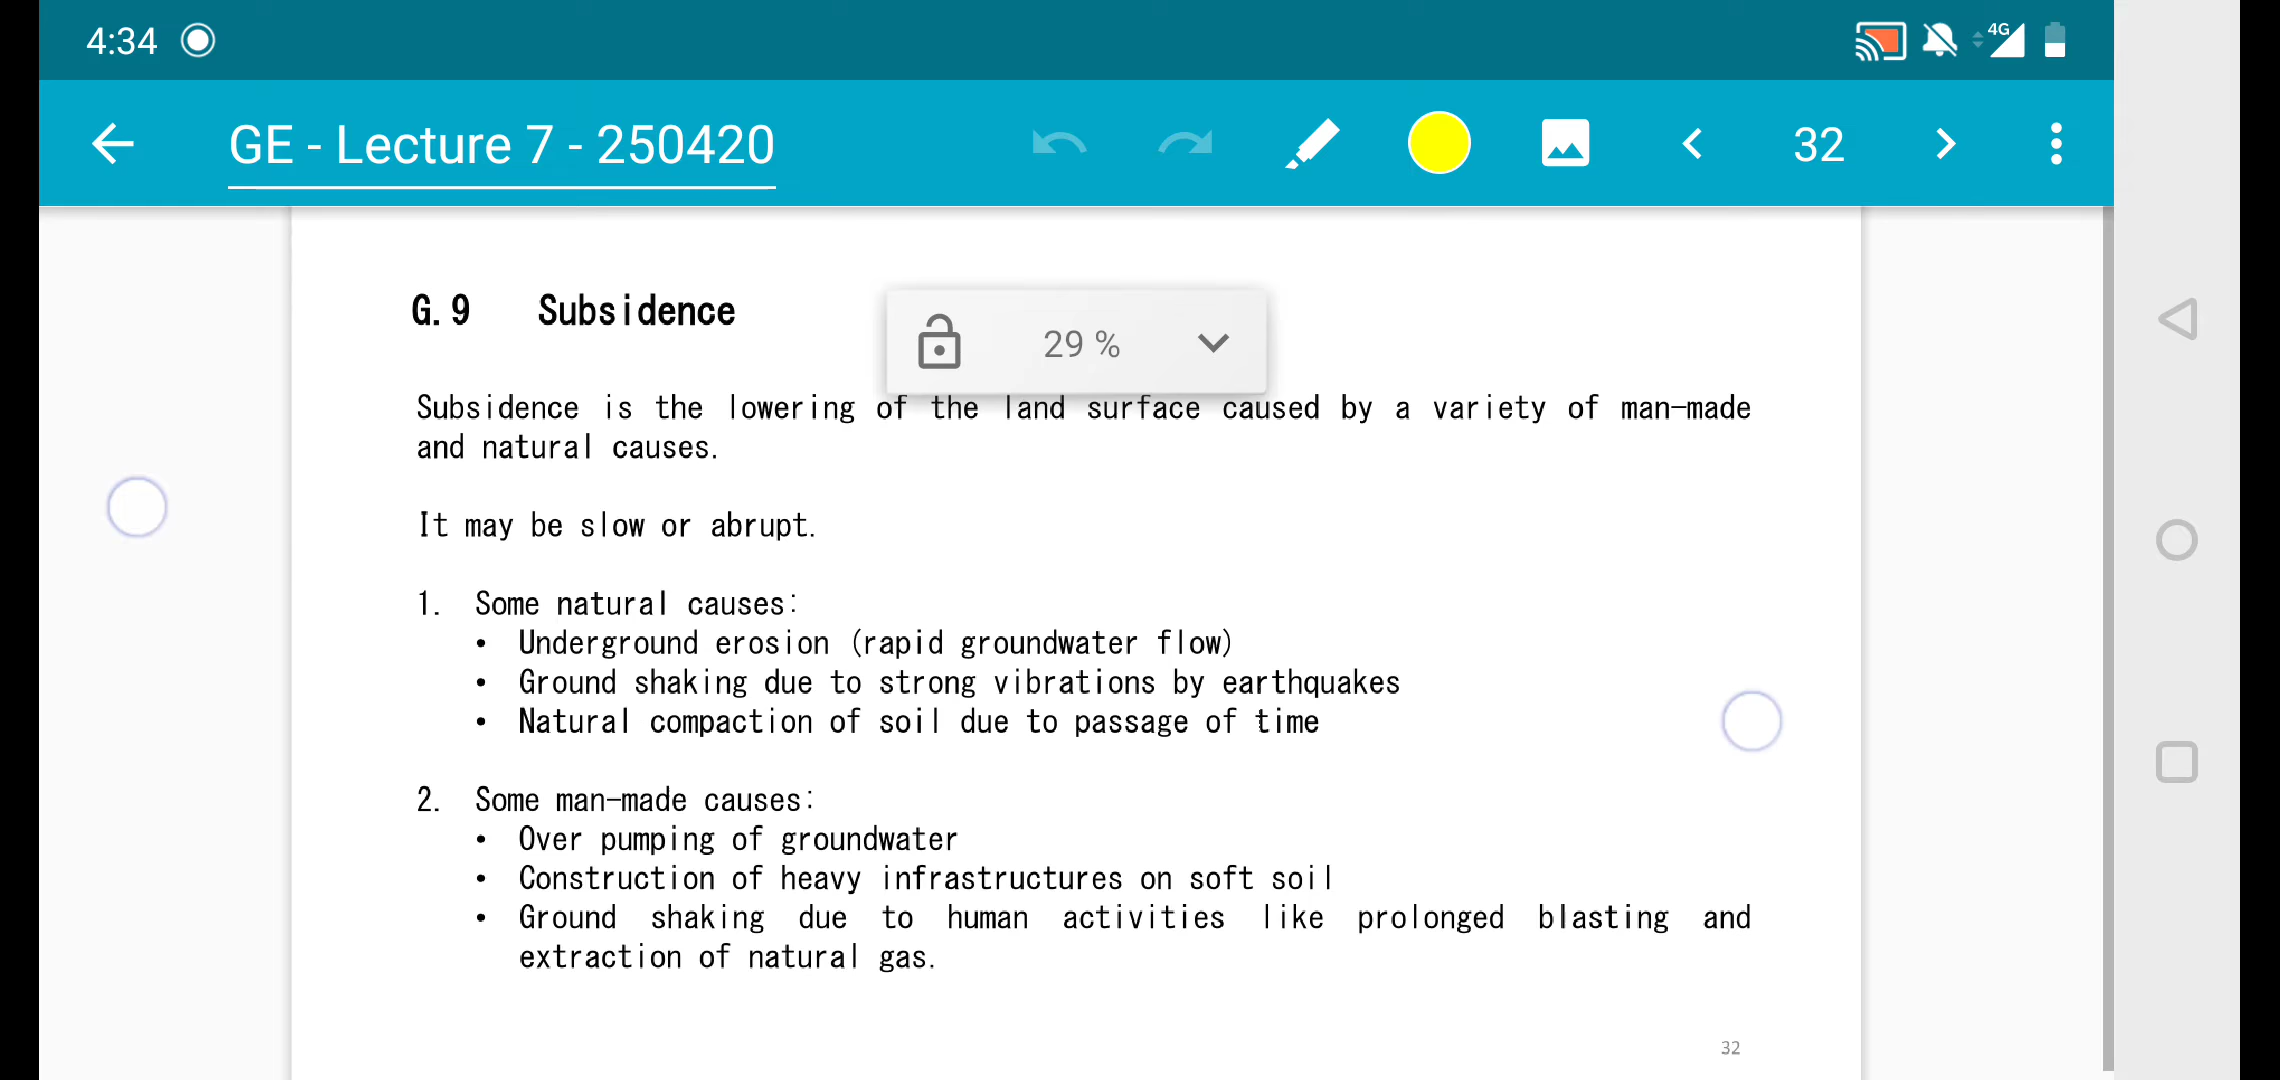 4:34
4G
GE - Lecture 7 - 250420
32
G.9 Subsidence
29 %
Subsidence is the lowering of the land surface caused by a variety of man-made
and natural causes.
It may be slow or abrupt.
1. Some natural causes:
• Underground erosion (rapid groundwater flow)
• Ground shaking due to strong vibrations by earthquakes
• Natural compaction of soil due to passage of time
2. Some man-made causes:
• Over pumping of groundwater
• Construction of heavy infrastructures on soft soil
• Ground shaking due to human activities like prolonged blasting and
extraction of natural gas.
32